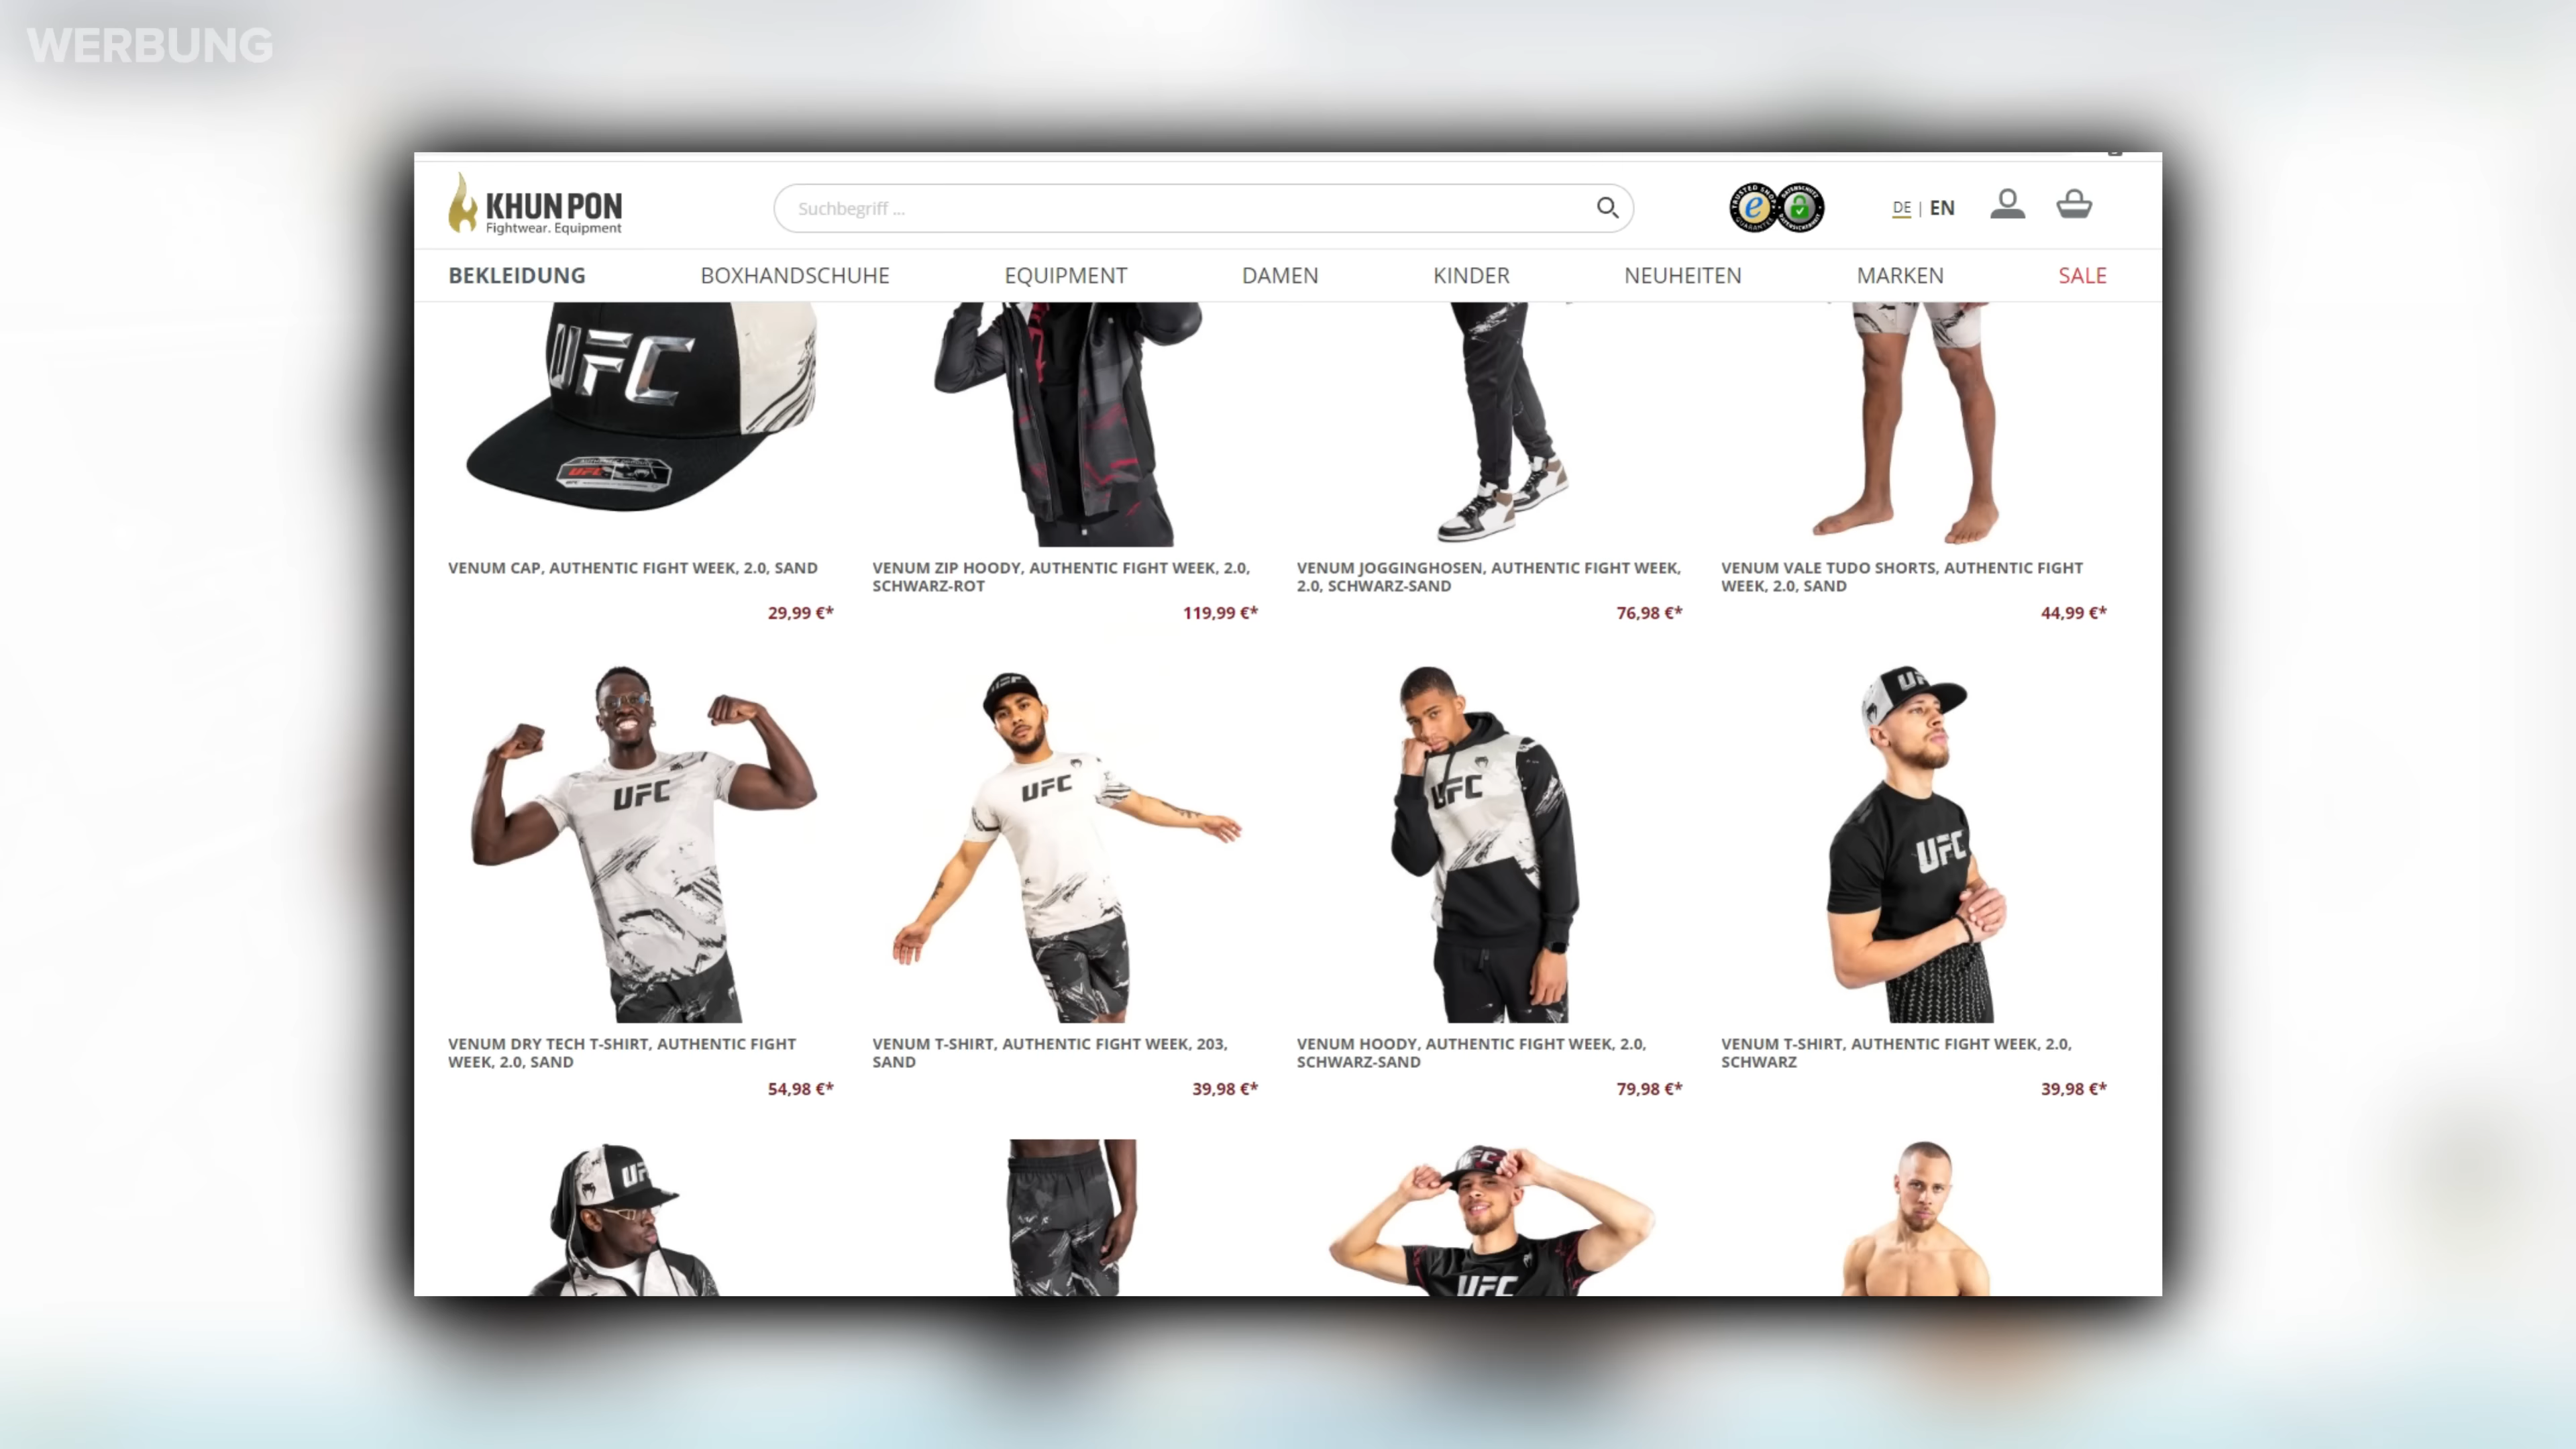 WERBUNG
KHUN PON
Fightwear. Equipment
Suchbegriff ...
DE | EN
BEKLEIDUNG
BOXHANDSCHUHE
EQUIPMENT
DAMEN
KINDER
NEUHEITEN
MARKEN
SALE
UFC
UFC
VENUM CAP, AUTHENTIC FIGHT WEEK, 2.0, SAND
29,99 €*
VENUM ZIP HOODY, AUTHENTIC FIGHT WEEK, 2.0,
SCHWARZ-ROT
119,99 €*
VENUM JOGGINGHOSEN, AUTHENTIC FIGHT WEEK,
2.0, SCHWARZ-SAND
76,98 €*
VENUM VALE TUDO SHORTS, AUTHENTIC FIGHT
WEEK, 2.0, SAND
44,99 €*
UFC
UFC
UFC
UFC
VENUM DRY TECH T-SHIRT, AUTHENTIC FIGHT
WEEK, 2.0, SAND
54,98 €*
VENUM T-SHIRT, AUTHENTIC FIGHT WEEK, 203,
SAND
39,98 €*
VENUM HOODY, AUTHENTIC FIGHT WEEK, 2.0,
SCHWARZ-SAND
79,98 €*
VENUM T-SHIRT, AUTHENTIC FIGHT WEEK, 2.0,
SCHWARZ
39,98 €*
UFC